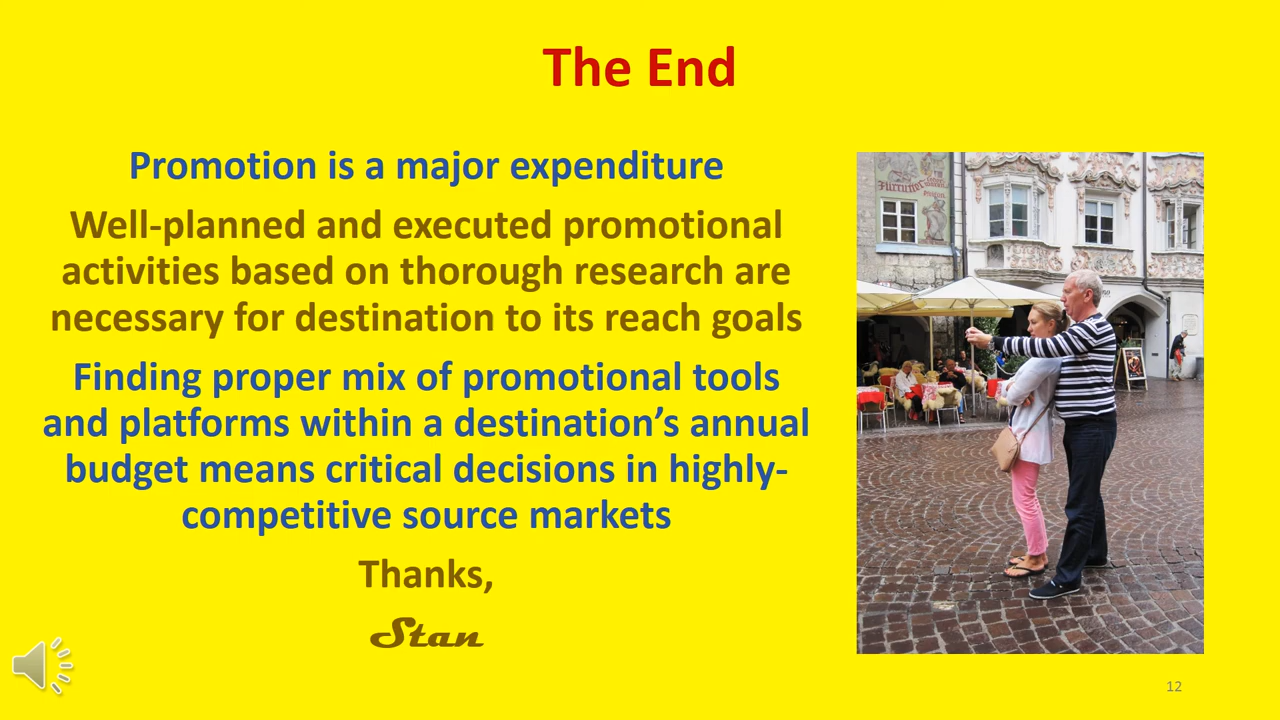 The End
Promotion is a major expenditure
Well-planned and executed promotional
activities based on thorough research are
necessary for destination to its reach goals
Finding proper mix of promotional tools
and platforms within a destination’s annual
budget means critical decisions in highly-
competitive source markets
Thanks,
Stan
12